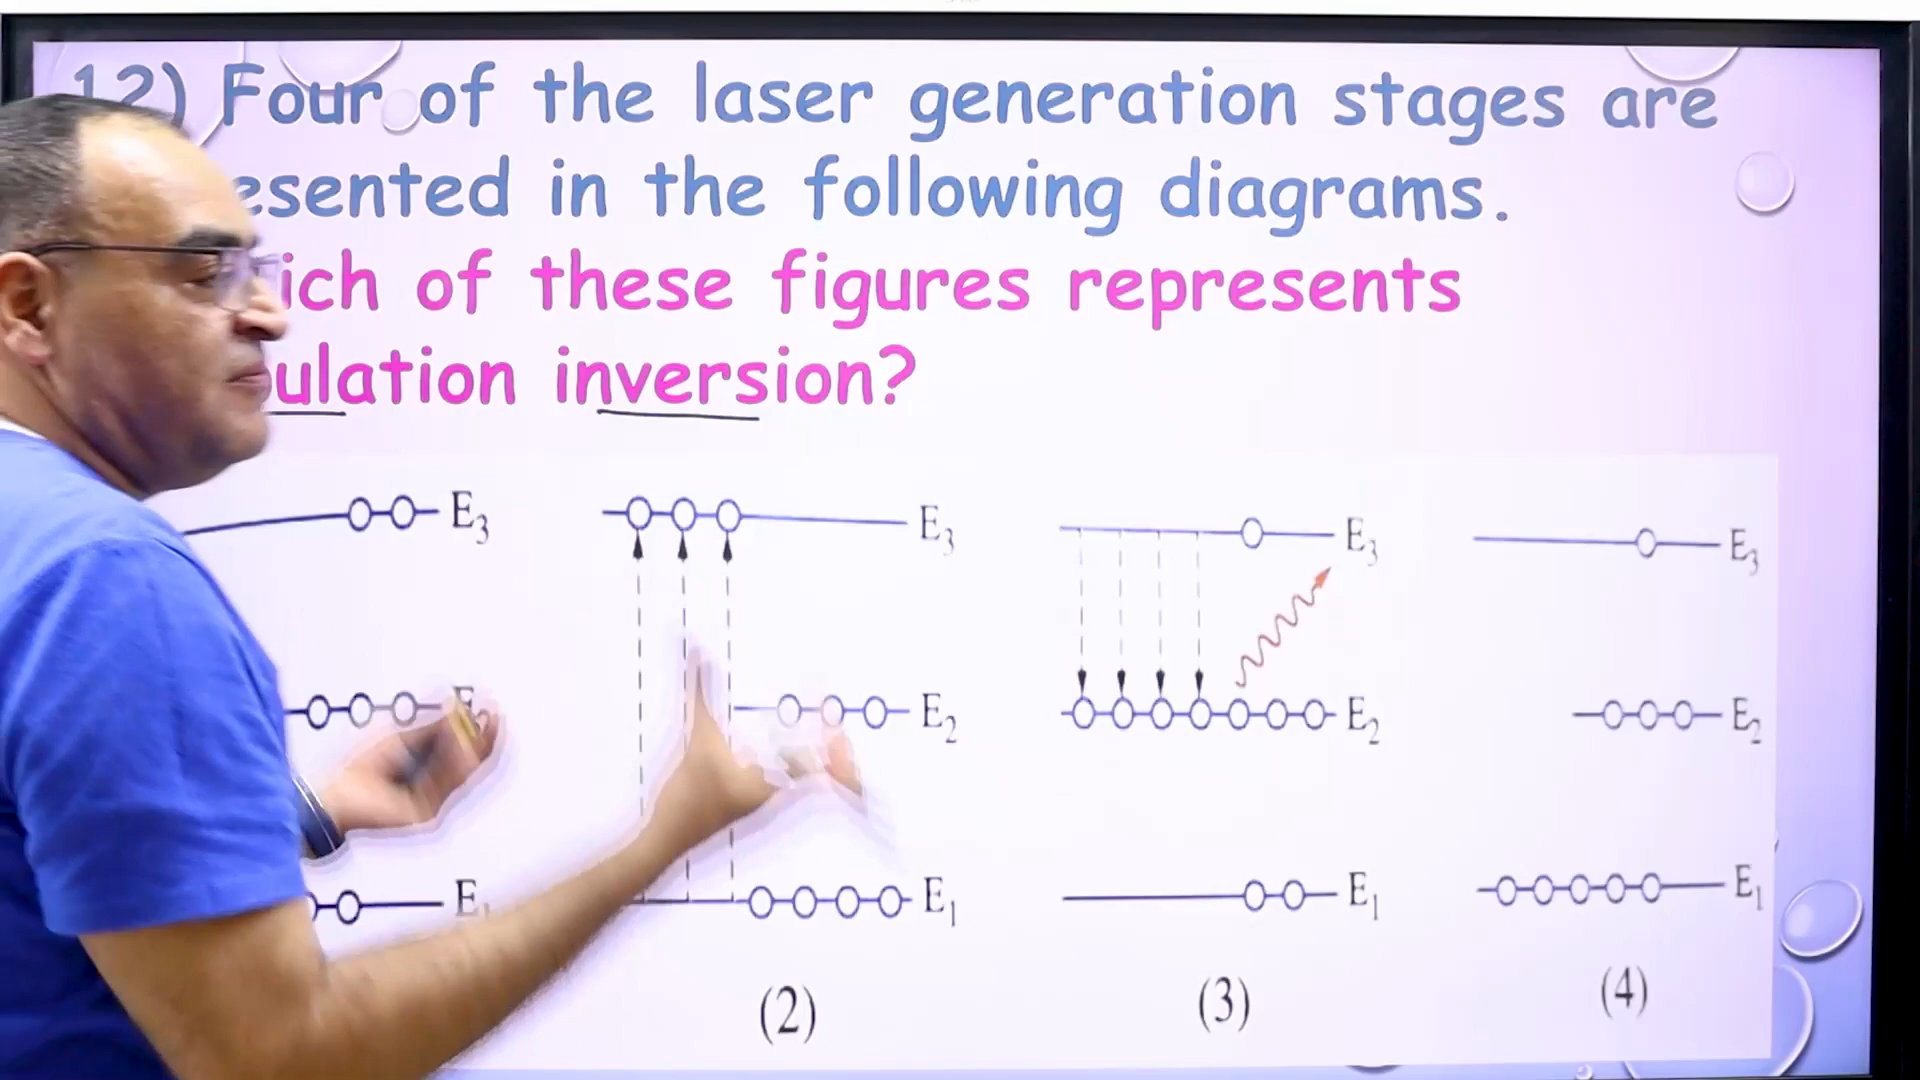 12) Four of the laser generation stages are
esented in the following diagrams.
ich of these figures represents
ulation inversion?
E3 E3 E3 E3
E2 E2 E2
E1 E1 E1
(2) (3) (4)